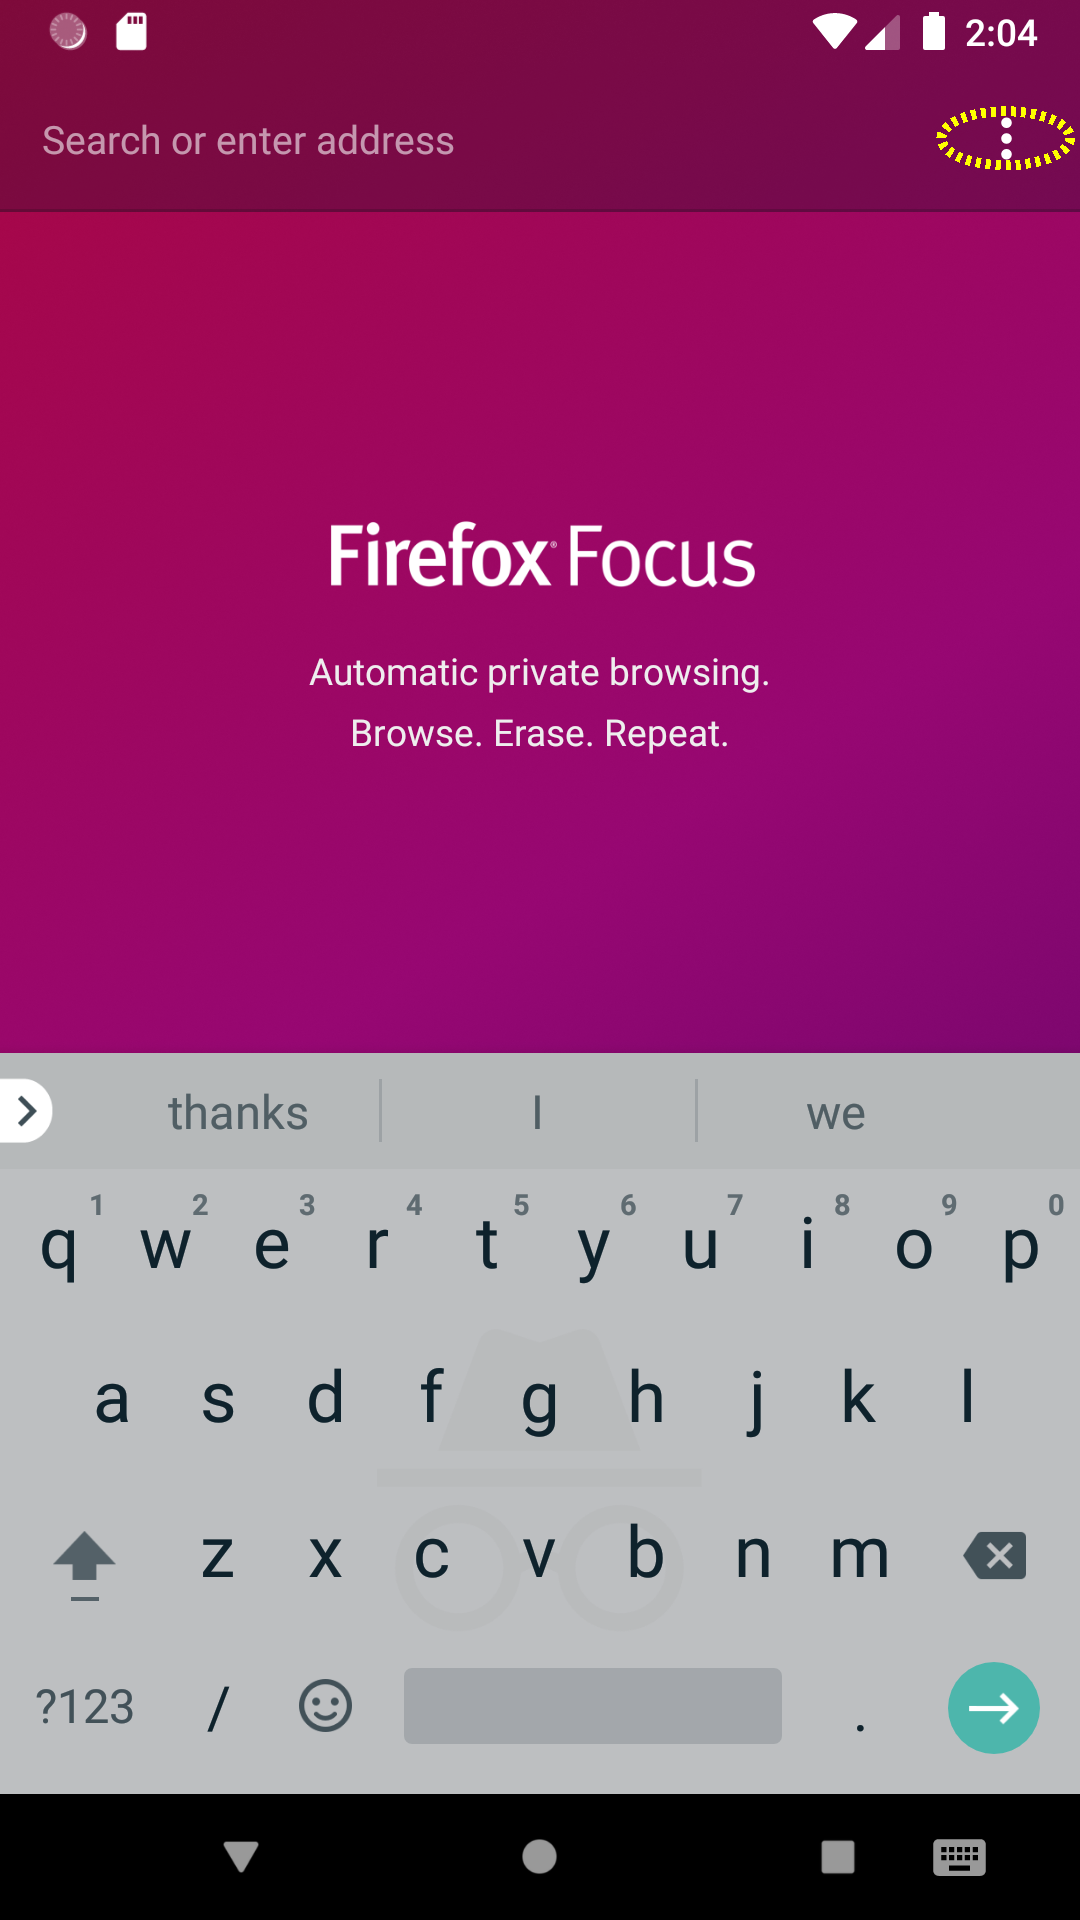 2:04
Search or enter address
Firefox Focus
Automatic private browsing.
Browse. Erase. Repeat.
thanks I we
1 2 3 4 5 6 7 8 9 0
q w e r t y u i o p
a s d f g h j k l
z x c v b n m
?123 / .